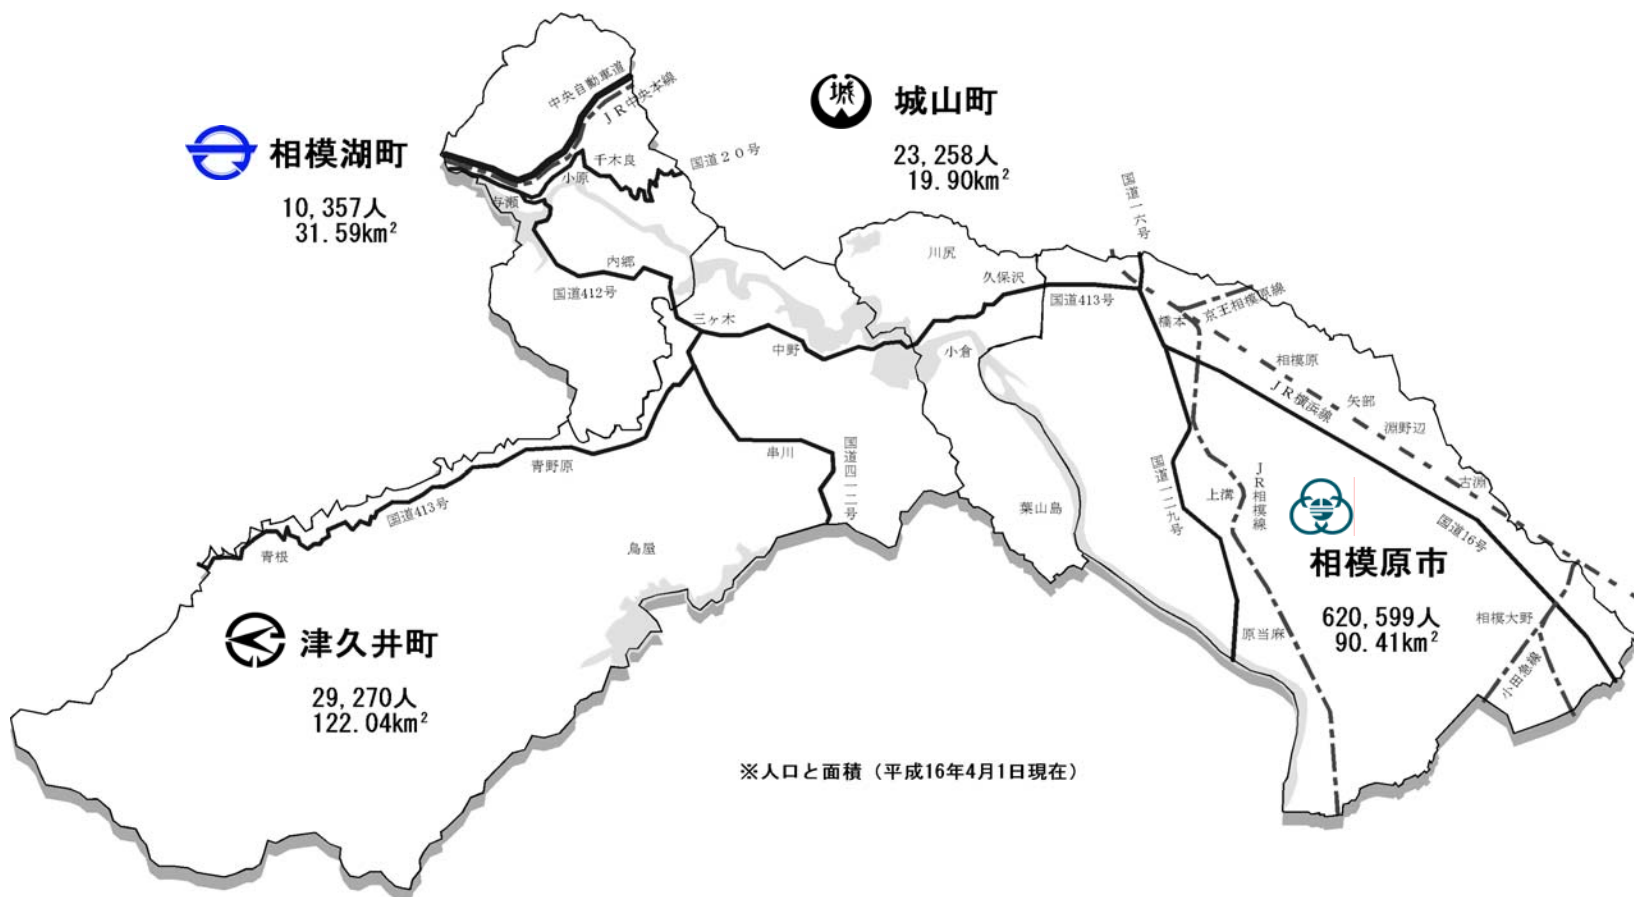 中央自動車道
JR中央本線
城
城山町
23,258人
19.90km²
相模湖町
10,357人
31.59km²
千木良
国道20号
小原
与瀬
国道一六号
川尻
久保沢
内郷
国道412号
国道413号
京王相模原線
橋本
三ヶ木
中野
小倉
相模原
JR横浜線
矢部
淵野辺
青野原
串川
国道四一二号
国道一二九号
上溝
JR相模線
古淵
国道413号
葉山島
国道16号
青根
鳥屋
相模原市
620,599人
90.41km²
相模大野
原当麻
小田急線
津久井町
29,270人
122.04km²
※人口と面積（平成16年4月1日現在）